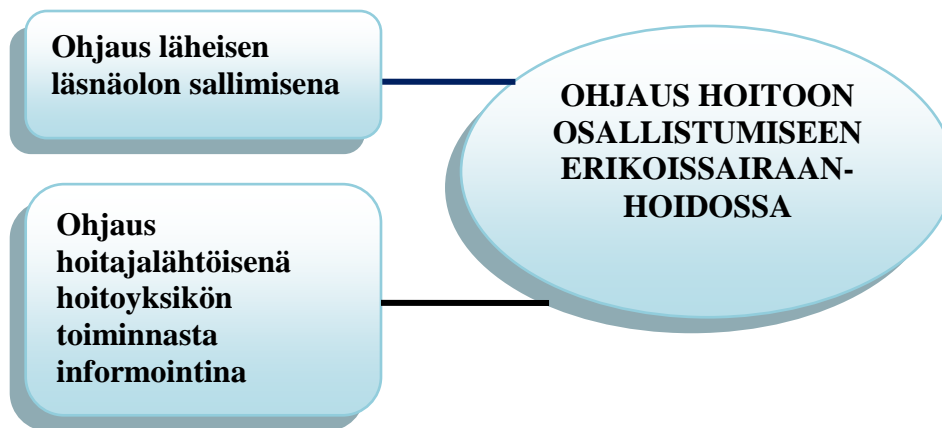 Ohjaus läheisen
läsnäolon sallimisena
OHJAUS HOITOON
OSALLISTUMISEEN
ERIKOISSAIRAAN-
HOIDOSSA
Ohjaus
hoitajalähtöisenä
hoitoyksikön
toiminnasta
informointina